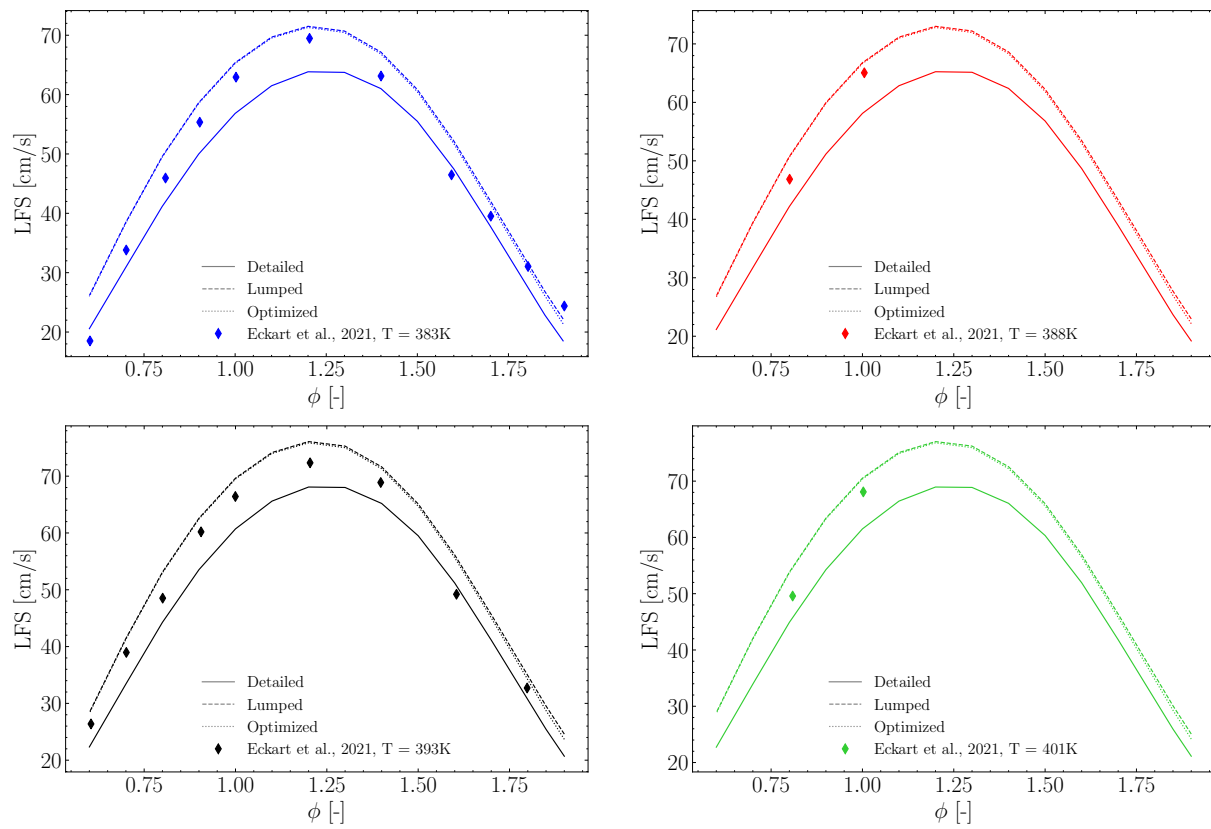 70
60
50
40
30
20
LFS [cm/s]
Detailed
Lumped
Optimized
Eckart et al., 2021, T = 383K
0.75 1.00 1.25 1.50 1.75
ϕ [-]
70
60
50
40
30
20
LFS [cm/s]
Detailed
Lumped
Optimized
Eckart et al., 2021, T = 388K
0.75 1.00 1.25 1.50 1.75
ϕ [-]
70
60
50
40
30
20
LFS [cm/s]
Detailed
Lumped
Optimized
Eckart et al., 2021, T = 393K
0.75 1.00 1.25 1.50 1.75
ϕ [-]
70
60
50
40
30
20
LFS [cm/s]
Detailed
Lumped
Optimized
Eckart et al., 2021, T = 401K
0.75 1.00 1.25 1.50 1.75
ϕ [-]